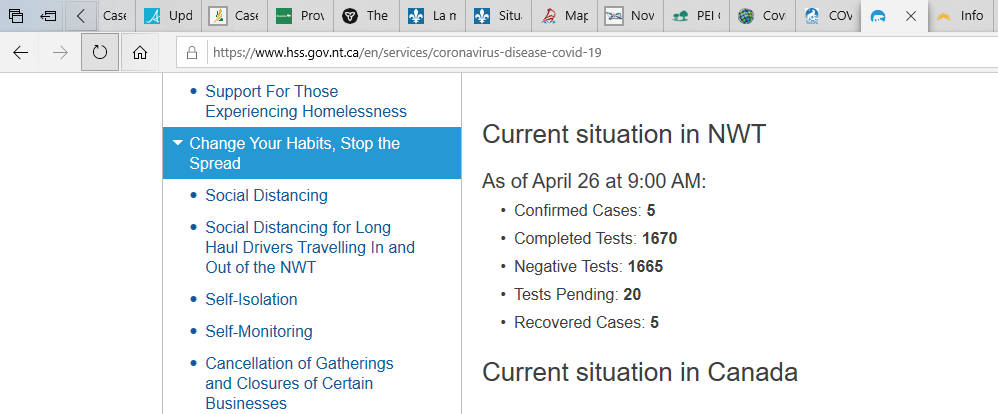 Case
Upd
Case
Prov
The
La m
Situ
Map
Nov
PEI C
Covi
COV
Info
https://www.hss.gov.nt.ca/en/services/coronavirus-disease-covid-19
Support For Those
Experiencing Homelessness
Change Your Habits, Stop the
Spread
Social Distancing
Social Distancing for Long
Haul Drivers Travelling In and
Out of the NWT
Self-Isolation
Self-Monitoring
Cancellation of Gatherings
and Closures of Certain
Businesses
Current situation in NWT
As of April 26 at 9:00 AM:
Confirmed Cases: 5
Completed Tests: 1670
Negative Tests: 1665
Tests Pending: 20
Recovered Cases: 5
Current situation in Canada